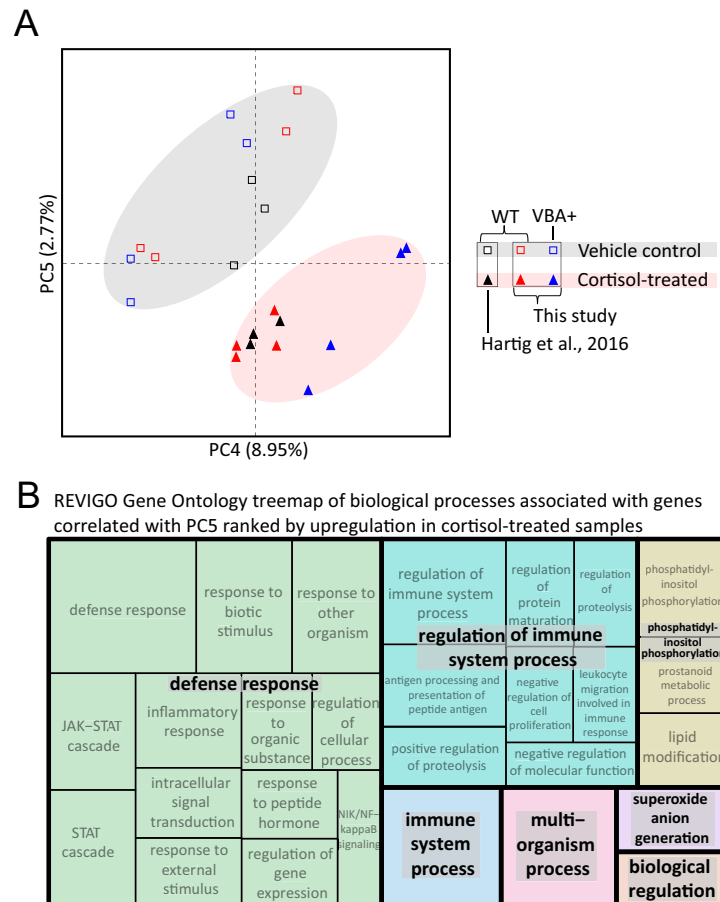 A
PC5 (2.77%)
PC4 (8.95%)
WT
VBA+
Vehicle control
Cortisol-treated
This study
Hartig et al., 2016
B
REVIGO Gene Ontology treemap of biological processes associated with genes
correlated with PC5 ranked by upregulation in cortisol-treated samples
defense response
response to
biotic
stimulus
response to
other
organism
defense response
JAK−STAT
cascade
inflammatory
response
response
to
organic
substance
regulation
of
cellular
process
STAT
cascade
intracellular
signal
transduction
response
to peptide
hormone
NIK/NF−
kappaB
signaling
response to
external
stimulus
regulation of
gene
expression
regulation of
immune system
process
regulation
of
protein
maturation
regulation
of
proteolysis
regulation of immune
system process
antigen processing and
presentation of
peptide antigen
negative
regulation of
cell
proliferation
leukocyte
migration
involved in
immune
response
positive regulation
of proteolysis
negative regulation
of molecular function
phosphatidyl-
inositol
phosphorylation
phosphatidyl-
inositol
phosphorylation
prostanoid
metabolic
process
lipid
modification
immune
system
process
multi−
organism
process
superoxide
anion
generation
biological
regulation